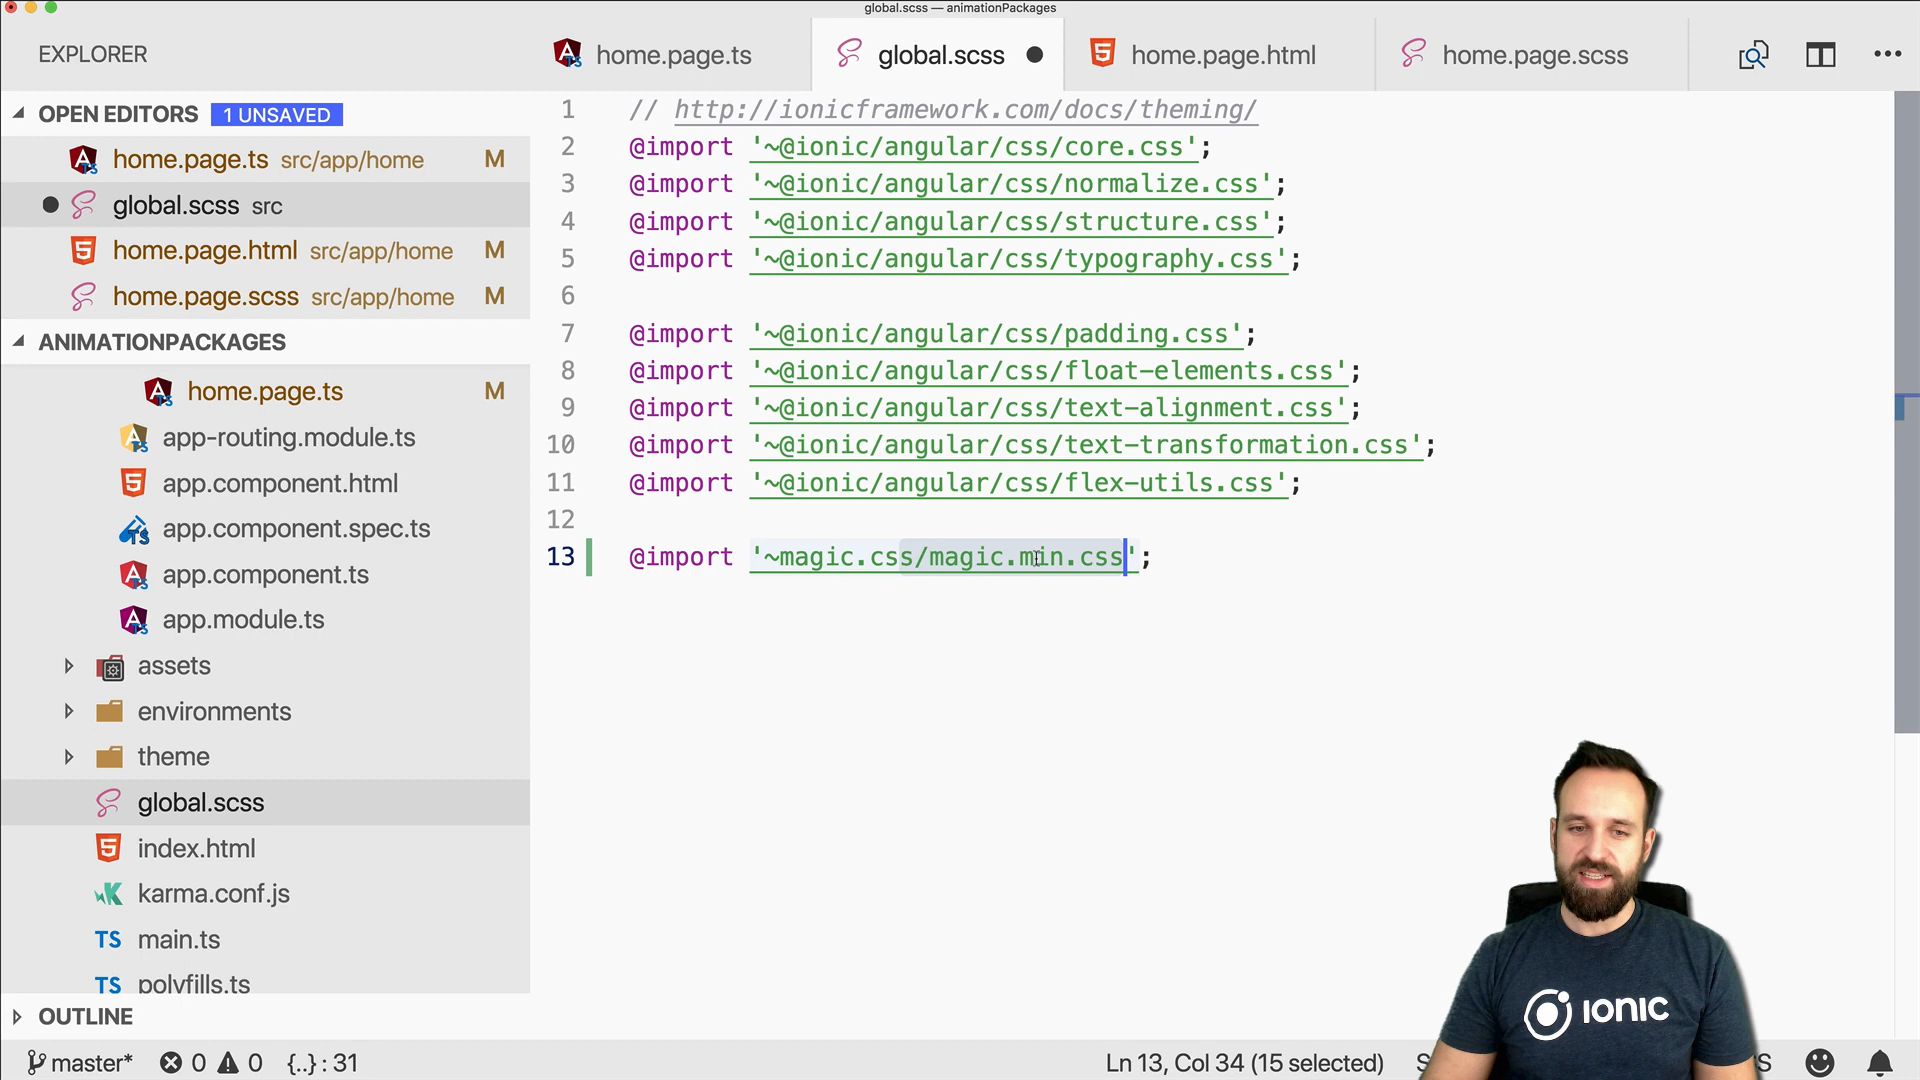 global.scss — animationPackages
EXPLORER
home.page.ts
global.scss
home.page.html
home.page.scss
OPEN EDITORS 1 UNSAVED
home.page.ts src/app/home M
global.scss src
home.page.html src/app/home M
home.page.scss src/app/home M
ANIMATIONPACKAGES
home.page.ts M
app-routing.module.ts
app.component.html
app.component.spec.ts
app.component.ts
app.module.ts
assets
environments
theme
global.scss
index.html
karma.conf.js
TS main.ts
TS polyfills.ts
OUTLINE
1 // http://ionicframework.com/docs/theming/
2 @import '~@ionic/angular/css/core.css';
3 @import '~@ionic/angular/css/normalize.css';
4 @import '~@ionic/angular/css/structure.css';
5 @import '~@ionic/angular/css/typography.css';
6
7 @import '~@ionic/angular/css/padding.css';
8 @import '~@ionic/angular/css/float-elements.css';
9 @import '~@ionic/angular/css/text-alignment.css';
10 @import '~@ionic/angular/css/text-transformation.css';
11 @import '~@ionic/angular/css/flex-utils.css';
12
13 @import '~magic.css/magic.min.css';
IONIC
master* 0 0 {..} : 31 Ln 13, Col 34 (15 selected)